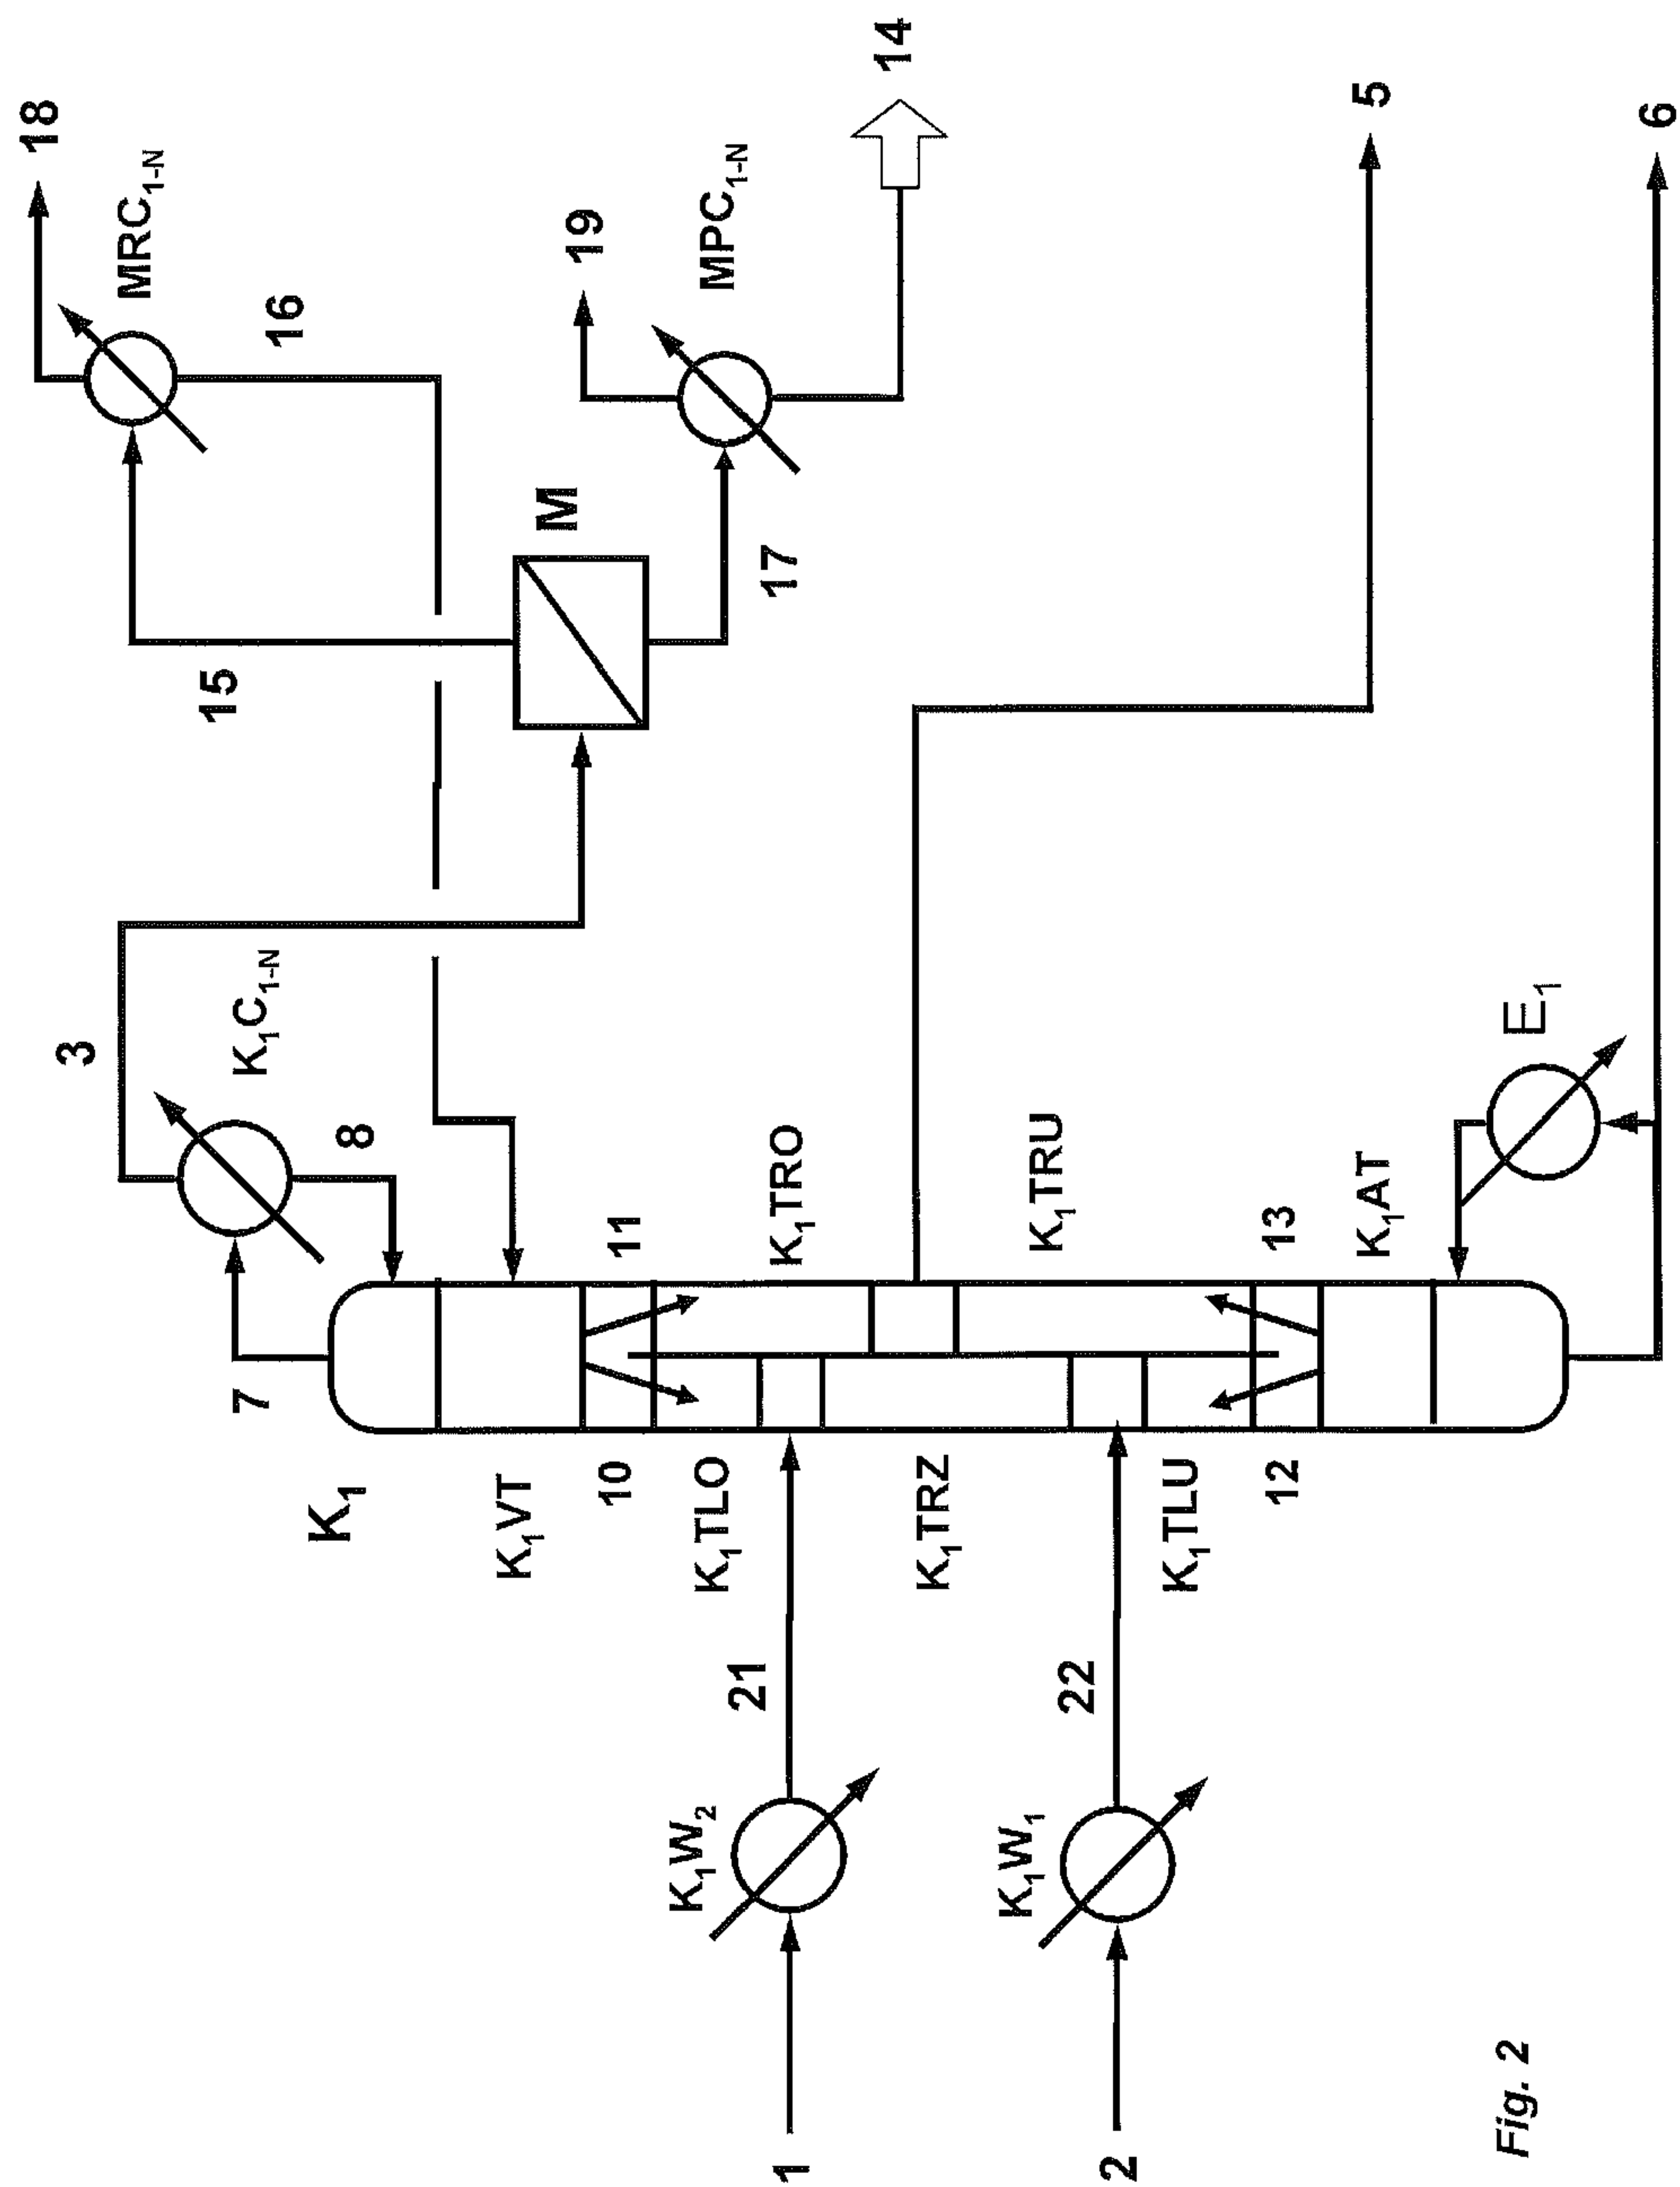 18
MRC₁₋N
16
15
3
K₁C₁₋N
8
7
K₁
K₁VT
10
11
K₁TLO
K₁TRO
19
MPC₁₋N
M
17
14
K₁W₂
21
1
K₁TRZ
K₁TRU
K₁W₁
22
2
K₁TLU
12
13
K₁AT
E₁
5
6
Fig. 2